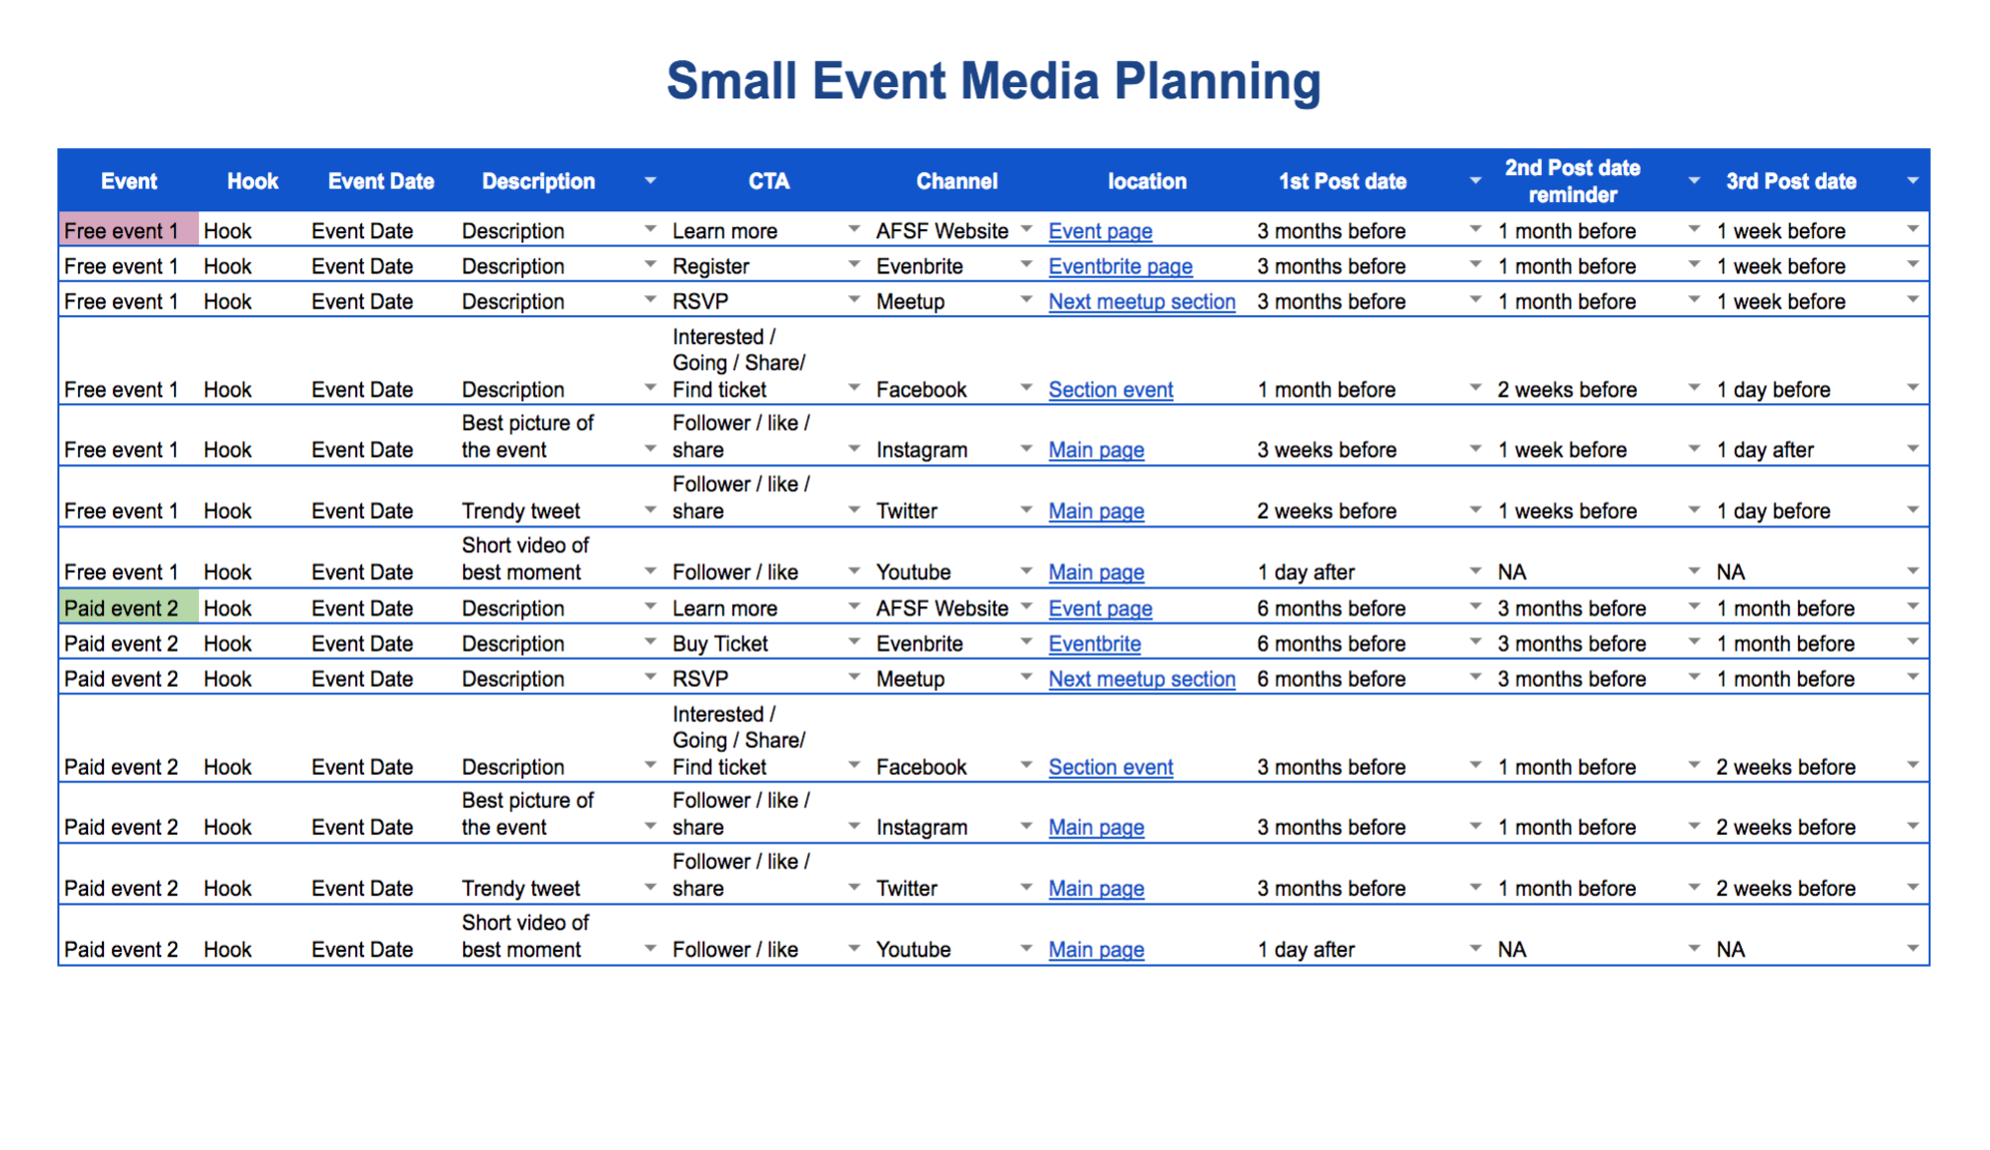 Small Event Media Planning
Event Hook Event Date Description CTA Channel location 1st Post date 2nd Post date reminder 3rd Post date
Free event 1 Hook Event Date Description Learn more AFSF Website Event page 3 months before 1 month before 1 week before
Free event 1 Hook Event Date Description Register Evenbrite Eventbrite page 3 months before 1 month before 1 week before
Free event 1 Hook Event Date Description RSVP Meetup Next meetup section 3 months before 1 month before 1 week before
Free event 1 Hook Event Date Description Interested / Going / Share/ Find ticket Facebook Section event 1 month before 2 weeks before 1 day before
Free event 1 Hook Event Date Best picture of the event Follower / like / share Instagram Main page 3 weeks before 1 week before 1 day after
Free event 1 Hook Event Date Trendy tweet Follower / like / share Twitter Main page 2 weeks before 1 weeks before 1 day before
Free event 1 Hook Event Date Short video of best moment Follower / like Youtube Main page 1 day after NA NA
Paid event 2 Hook Event Date Description Learn more AFSF Website Event page 6 months before 3 months before 1 month before
Paid event 2 Hook Event Date Description Buy Ticket Evenbrite Eventbrite 6 months before 3 months before 1 month before
Paid event 2 Hook Event Date Description RSVP Meetup Next meetup section 6 months before 3 months before 1 month before
Paid event 2 Hook Event Date Description Interested / Going / Share/ Find ticket Facebook Section event 3 months before 1 month before 2 weeks before
Paid event 2 Hook Event Date Best picture of the event Follower / like / share Instagram Main page 3 months before 1 month before 2 weeks before
Paid event 2 Hook Event Date Trendy tweet Follower / like / share Twitter Main page 3 months before 1 month before 2 weeks before
Paid event 2 Hook Event Date Short video of best moment Follower / like Youtube Main page 1 day after NA NA